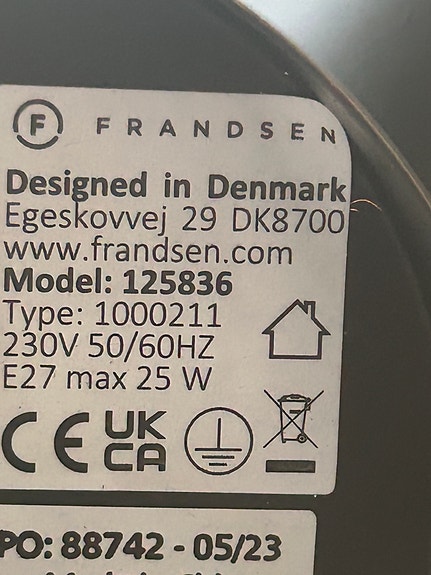 F FRANDSEN
Designed in Denmark
Egeskovvej 29 DK8700
www.frandsen.com
Model: 125836
Type: 1000211
230V 50/60HZ
E27 max 25 W
CE UK
CA
PO: 88742 - 05/23